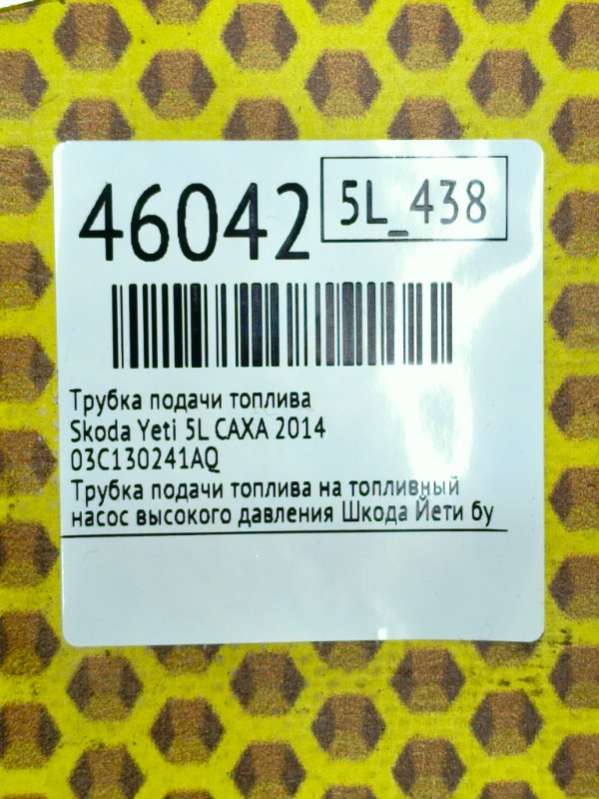 46042
5L_438
Трубка подачи топлива
Skoda Yeti 5L CAXA 2014
03C130241AQ
Трубка подачи топлива на топливный
насос высокого давления Шкода Йети бу